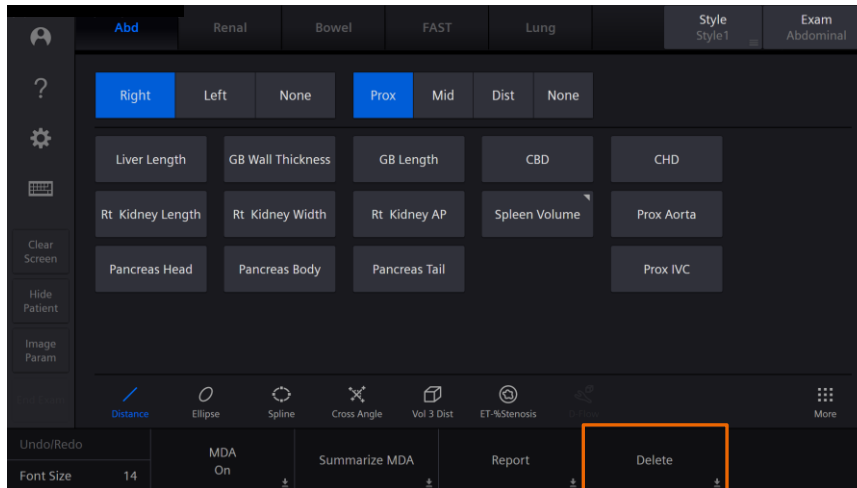 Abd Renal Bowel FAST Lung Style Exam
Style1 Abdominal
?
Right Left None Prox Mid Dist None
Liver Length GB Wall Thickness GB Length CBD CHD
Rt Kidney Length Rt Kidney Width Rt Kidney AP Spleen Volume Prox Aorta
Clear
Screen
Pancreas Head Pancreas Body Pancreas Tail Prox IVC
Hide
Patient
Image
Param
Distance Ellipse Spline Cross Angle Vol 3 Dist ET-%Stenosis More
Undo/Redo
MDA Summarize MDA Report Delete
On
Font Size 14